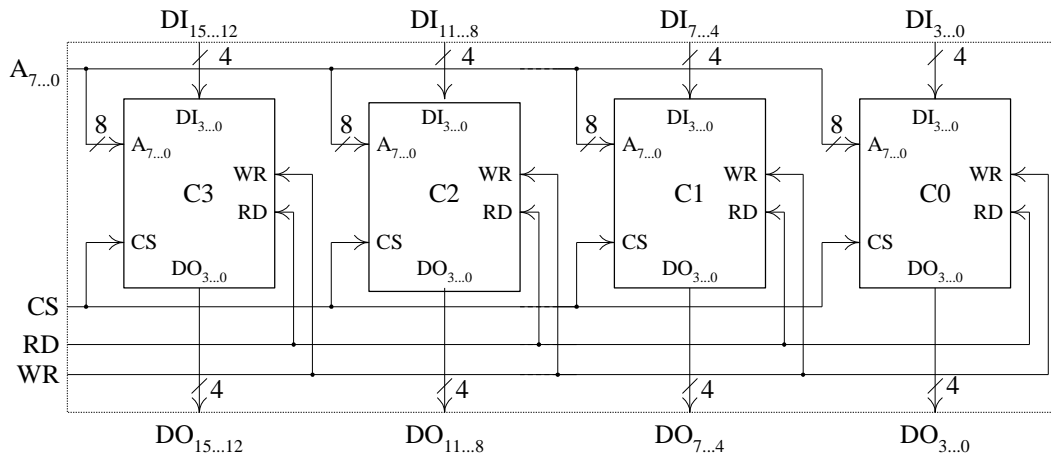 DI15...12 DI11...8 DI7...4 DI3...0
4 4 4 4
A7...0
DI3...0 DI3...0 DI3...0 DI3...0
8 8 8 8
A7...0 A7...0 A7...0 A7...0
WR WR WR WR
C3 C2 C1 C0
RD RD RD RD
CS CS CS CS
DO3...0 DO3...0 DO3...0 DO3...0
CS
RD
WR
4 4 4 4
DO15...12 DO11...8 DO7...4 DO3...0